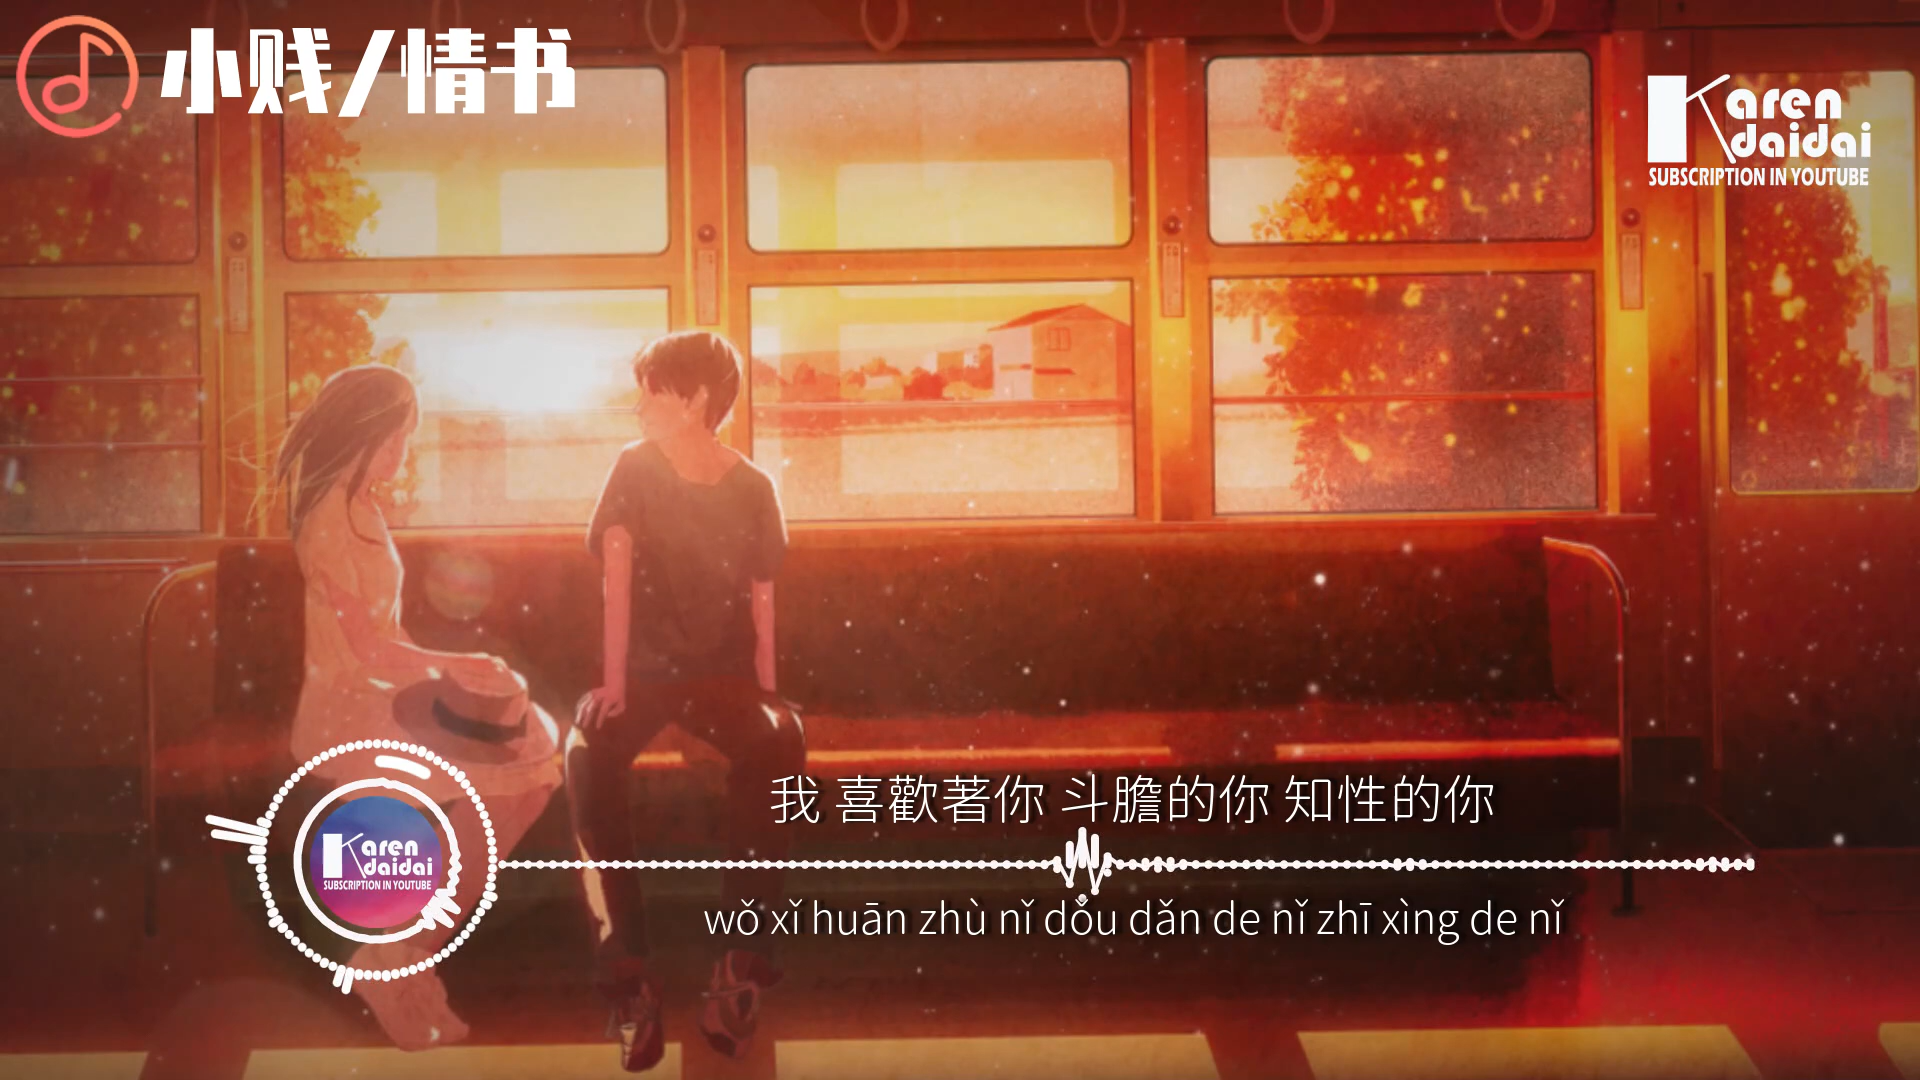 小贱/情书
Karen
daidai
SUBSCRIPTION IN YOUTUBE
我 喜歡著你 斗膽的你 知性的你
Karen
daidai
SUBSCRIPTION IN YOUTUBE
wǒ xǐ huān zhù nǐ dǒu dǎn de nǐ zhī xìng de nǐ